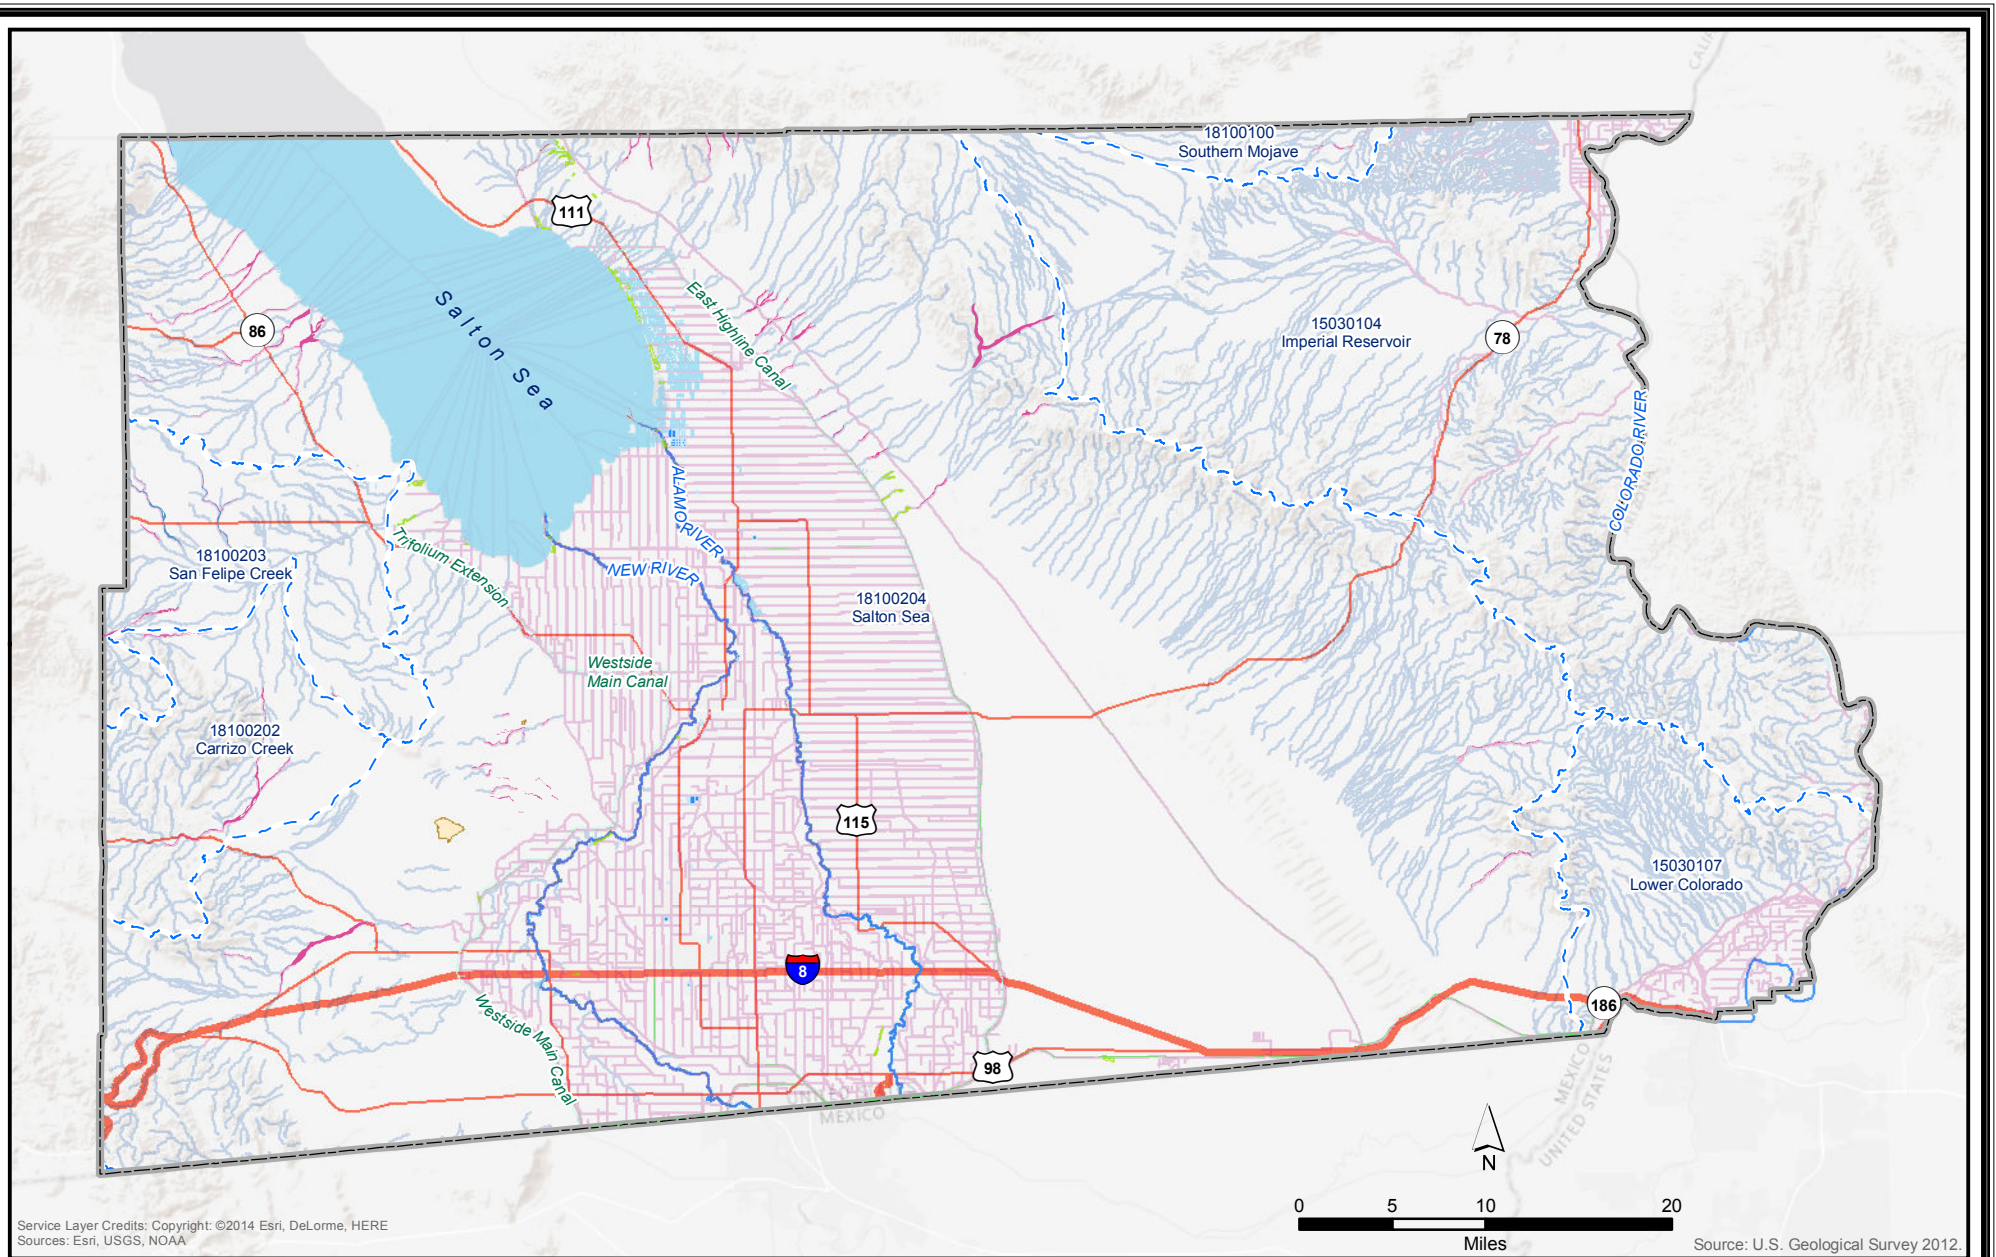 CALIF
18100100
Southern Mojave
111
East Highline Canal
Salton Sea
86
15030104
Imperial Reservoir
78
COLORADO RIVER
ALAMO RIVER
Trifolium Extension
18100203
San Felipe Creek
NEW RIVER
18100204
Salton Sea
Westside
Main Canal
18100202
Carrizo Creek
115
15030107
Lower Colorado
8
186
Westside Main Canal
98
MEXICO
MEXICO
UNITED STATES
N
0 5 10 20
Miles
Service Layer Credits: Copyright: ©2014 Esri, DeLorme, HERE
Sources: Esri, USGS, NOAA
Source: U.S. Geological Survey 2012.